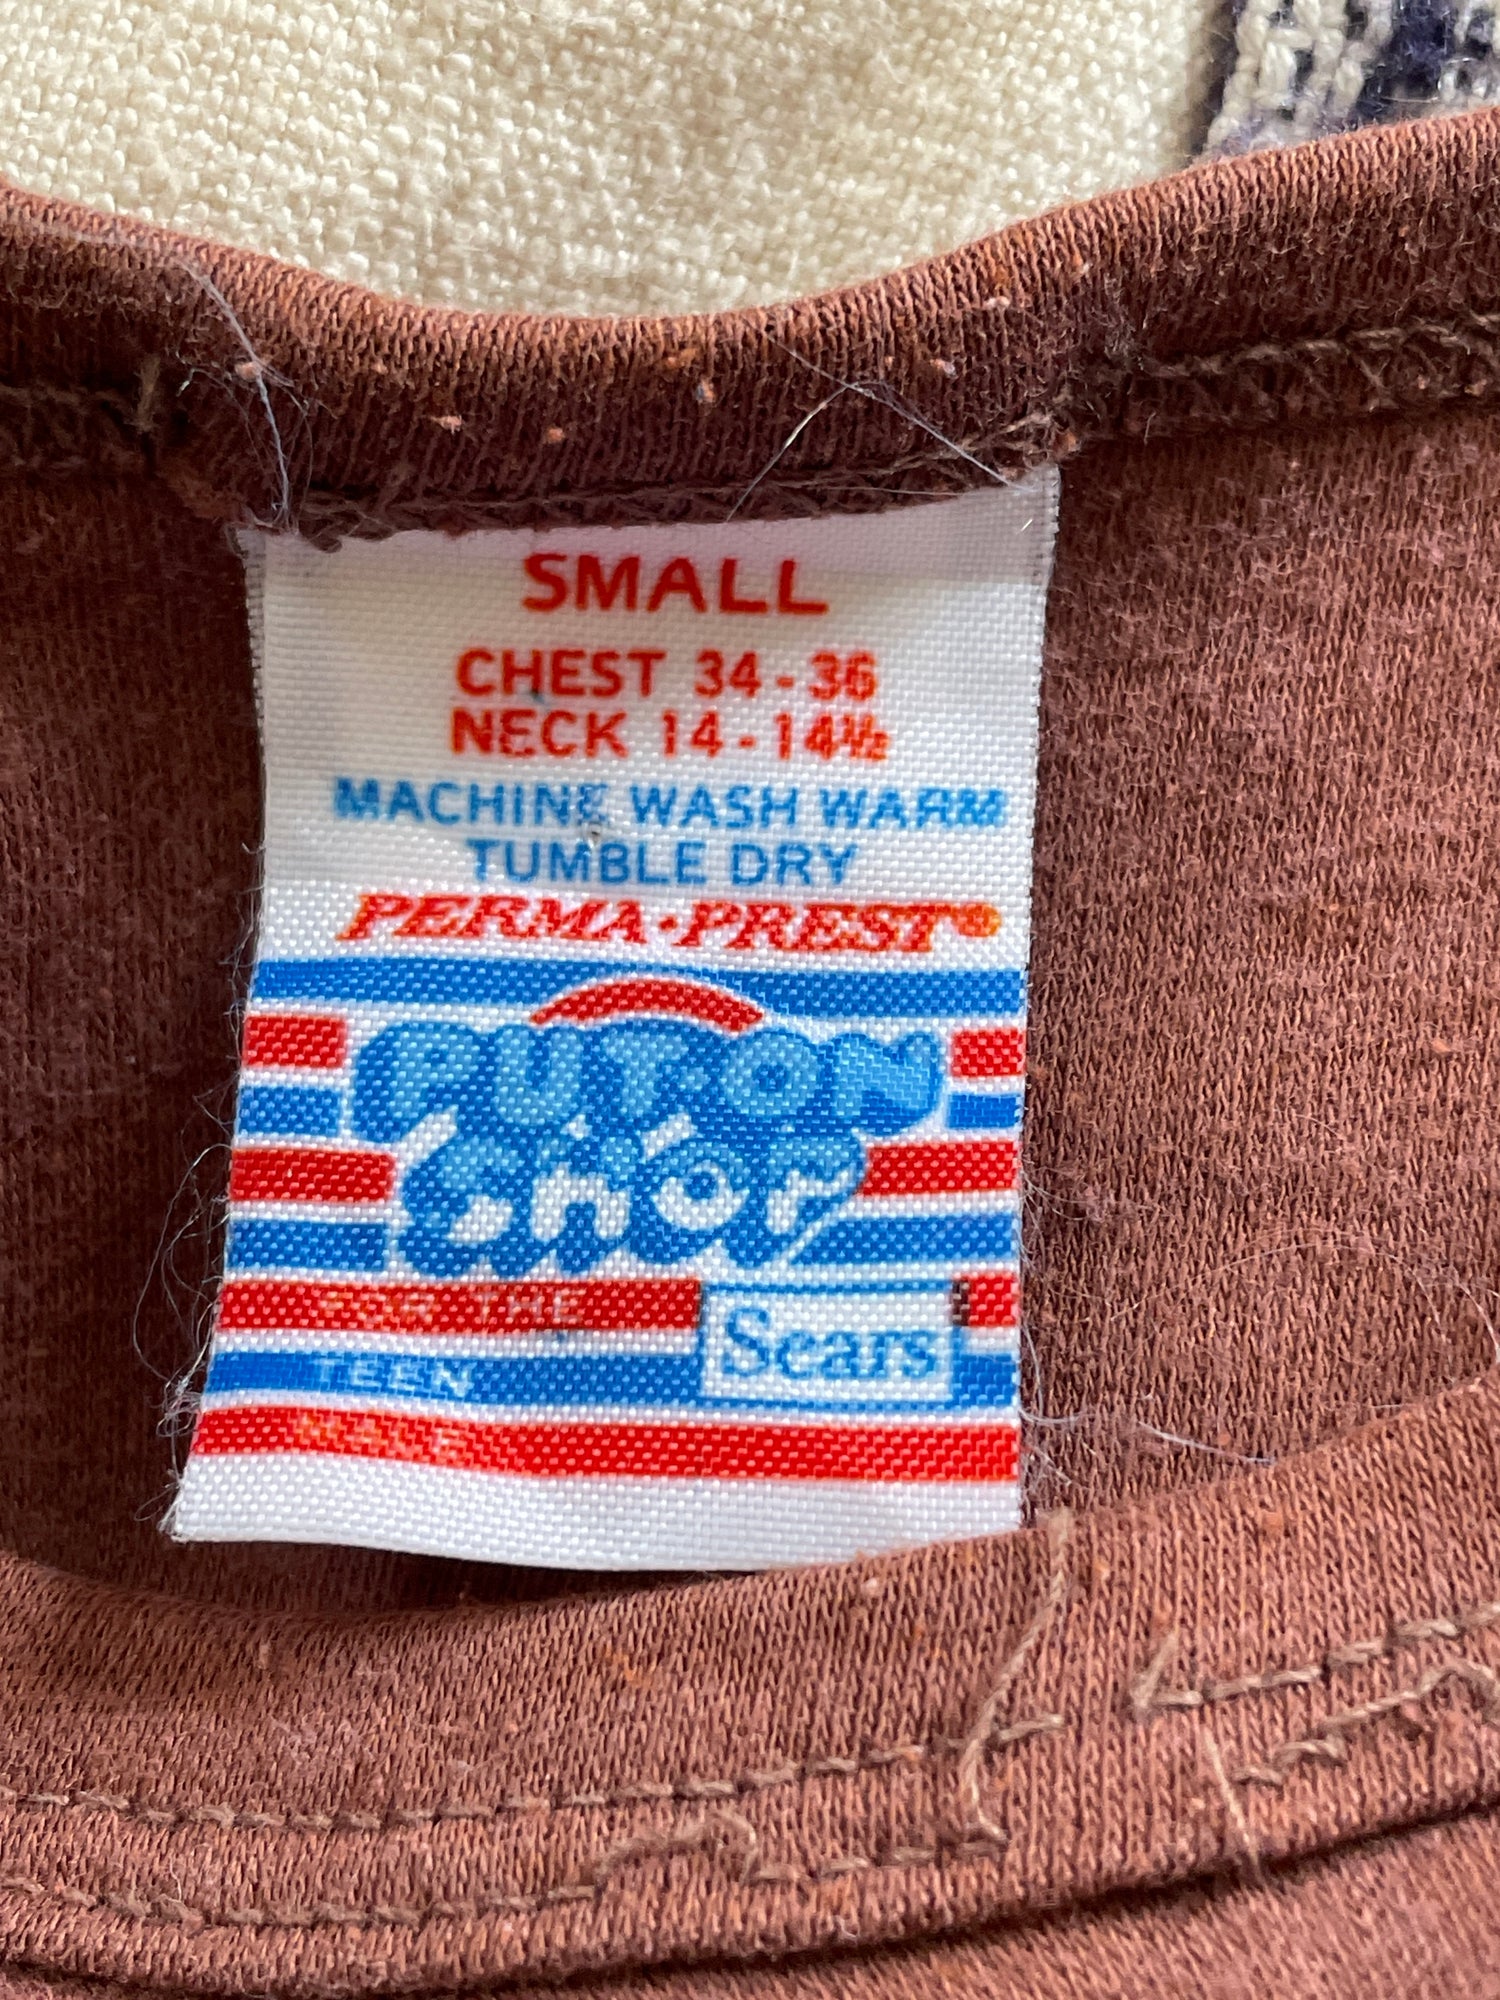 SMALL
CHEST 34-36
NECK 14-14½
MACHINE WASH WARM
TUMBLE DRY
PERMA·PREST®
PUT ON
SHOP
FOR THE
Sears
TEEN
MALE